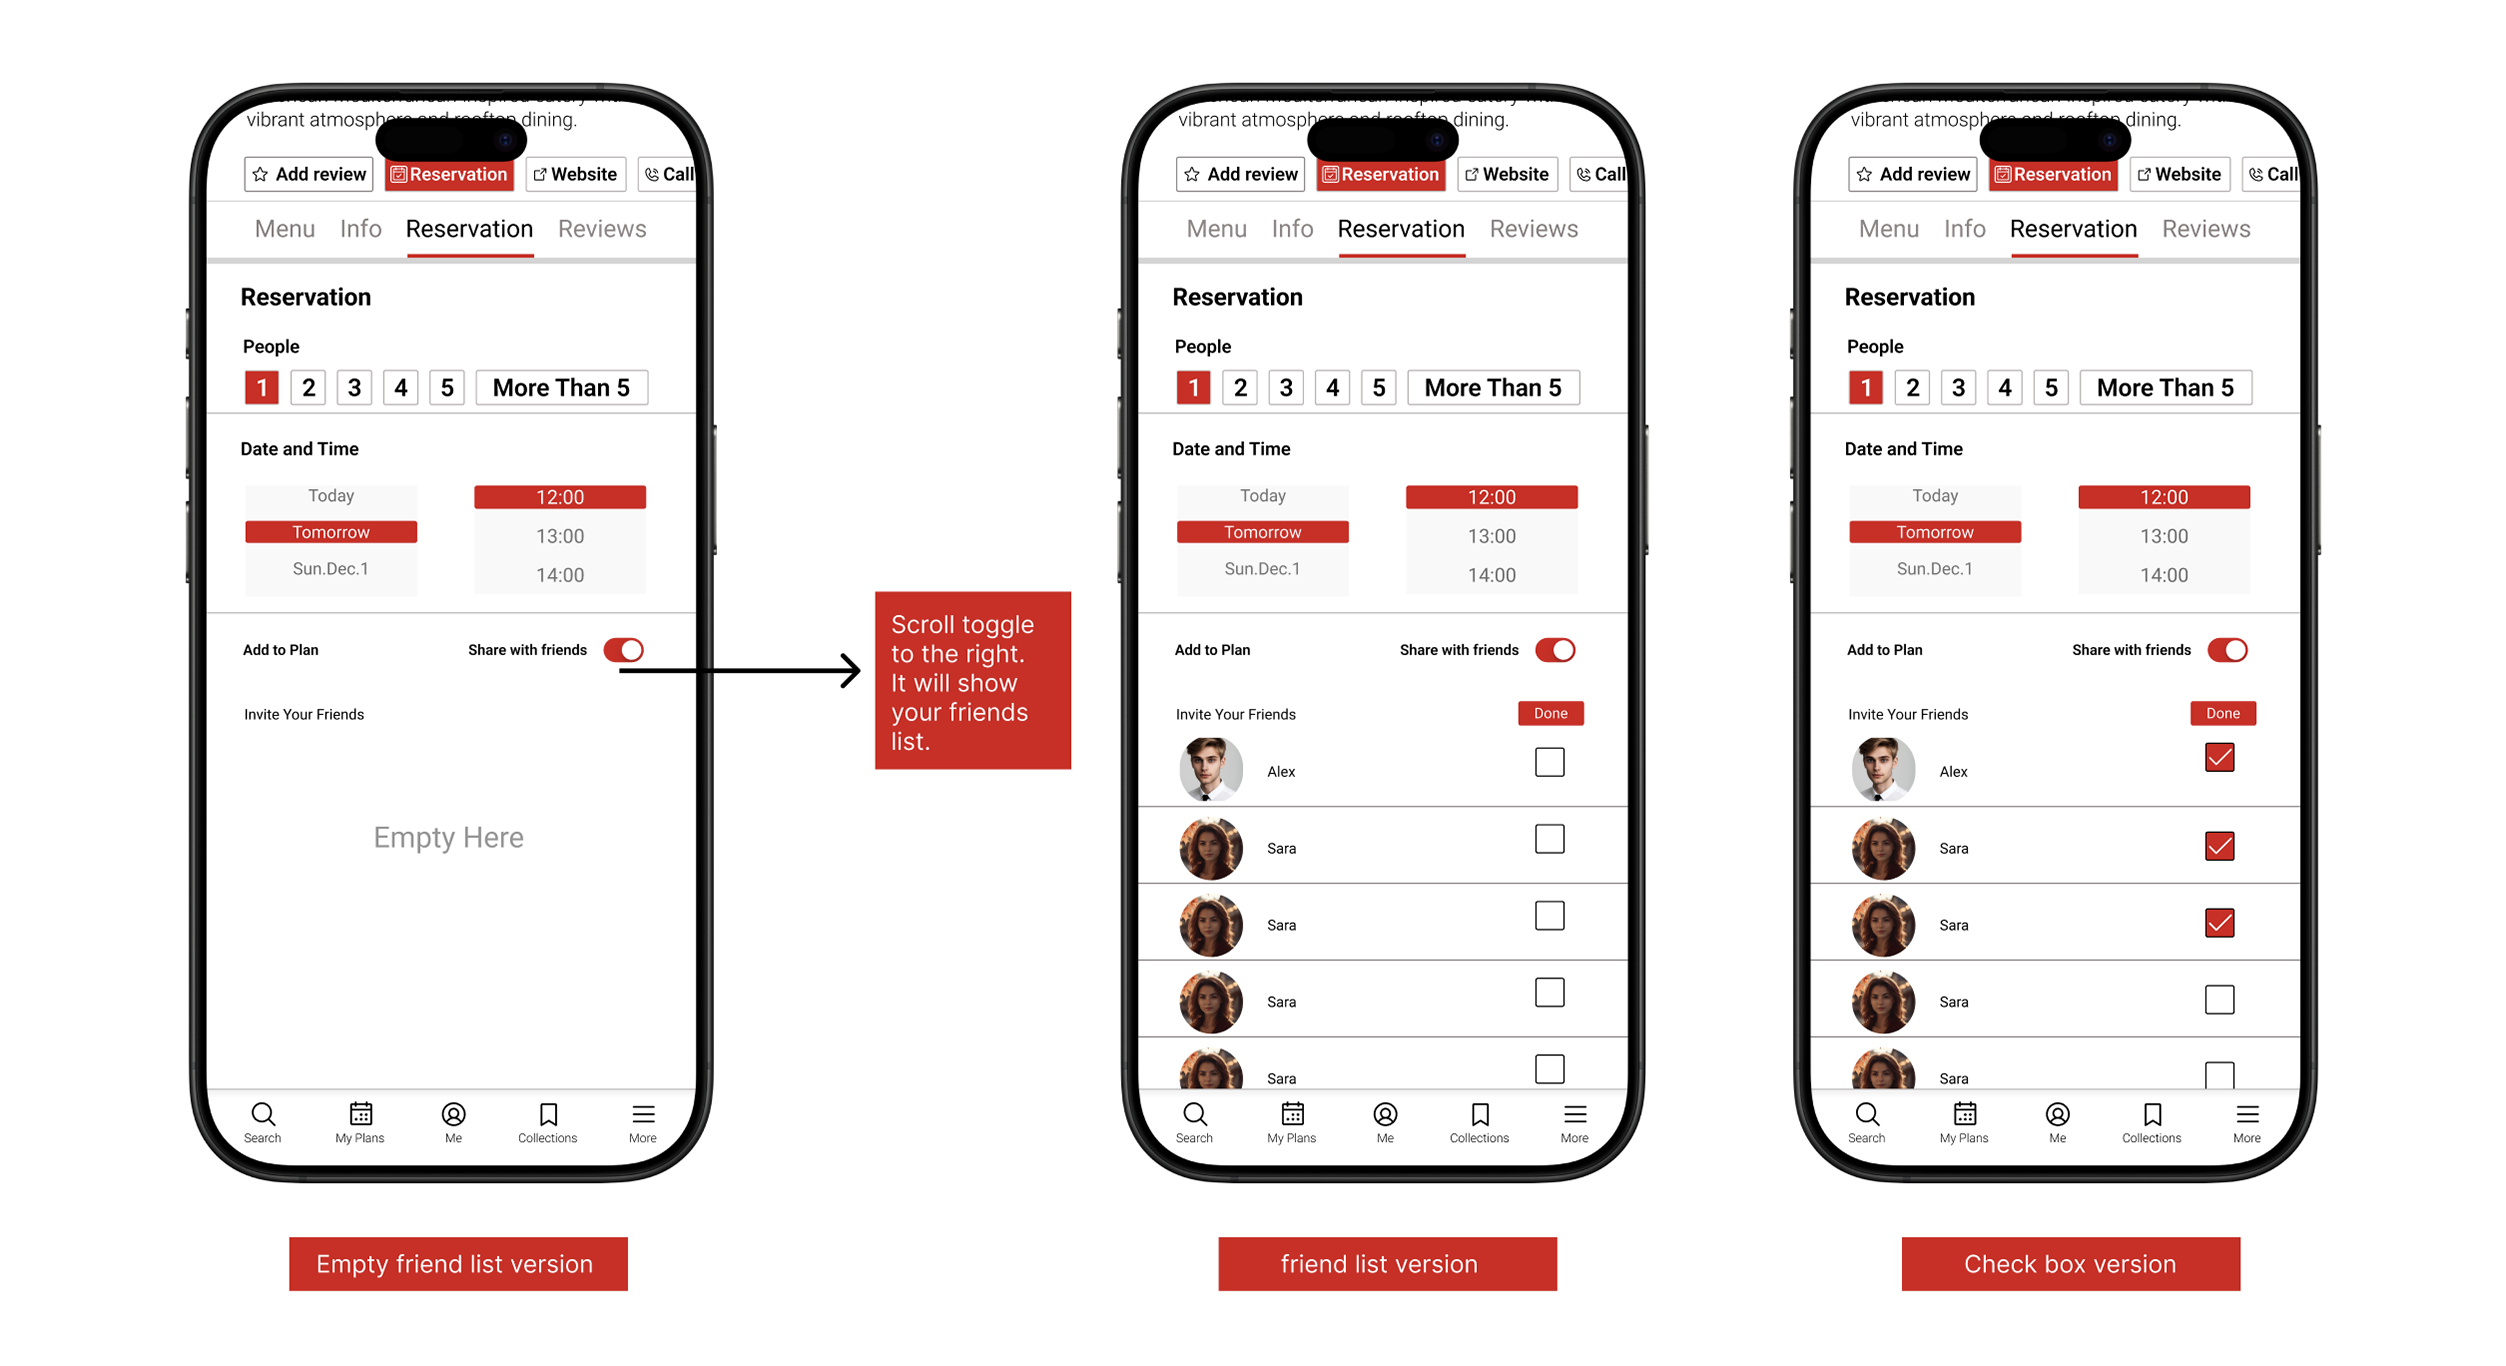 vibrant atmosphere and rooftop dining.
Add review
Reservation
Website
Call
Menu
Info
Reservation
Reviews
Reservation
People
1
2
3
4
5
More Than 5
Date and Time
Today
12:00
Tomorrow
13:00
Sun.Dec.1
14:00
Add to Plan
Share with friends
Invite Your Friends
Empty Here
Search
My Plans
Me
Collections
More
Empty friend list version
Scroll toggle
to the right.
It will show
your friends
list.
vibrant atmosphere and rooftop dining.
Add review
Reservation
Website
Call
Menu
Info
Reservation
Reviews
Reservation
People
1
2
3
4
5
More Than 5
Date and Time
Today
12:00
Tomorrow
13:00
Sun.Dec.1
14:00
Add to Plan
Share with friends
Invite Your Friends
Done
Alex
Sara
Sara
Sara
Sara
Search
My Plans
Me
Collections
More
friend list version
vibrant atmosphere and rooftop dining.
Add review
Reservation
Website
Call
Menu
Info
Reservation
Reviews
Reservation
People
1
2
3
4
5
More Than 5
Date and Time
Today
12:00
Tomorrow
13:00
Sun.Dec.1
14:00
Add to Plan
Share with friends
Invite Your Friends
Done
Alex
Sara
Sara
Sara
Sara
Search
My Plans
Me
Collections
More
Check box version